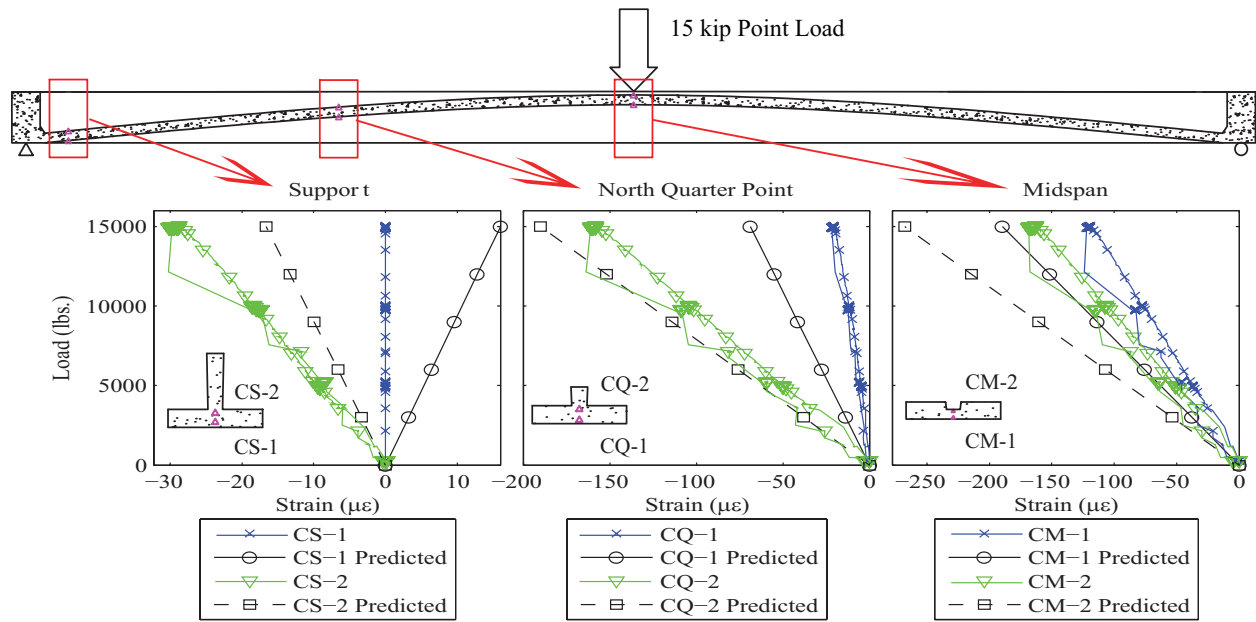 15 kip Point Load
Support
North Quarter Point
Midspan
15000
10000
5000
0
Load (lbs.)
CS-2
CS-1
−30
−20
−10
0
10
Strain (με)
CQ-2
CQ-1
−200
−150
−100
−50
0
Strain (με)
CM-2
CM-1
−250
−200
−150
−100
−50
0
Strain (με)
CS−1
CS−1 Predicted
CS−2
CS−2 Predicted
CQ−1
CQ−1 Predicted
CQ−2
CQ−2 Predicted
CM−1
CM−1 Predicted
CM−2
CM−2 Predicted